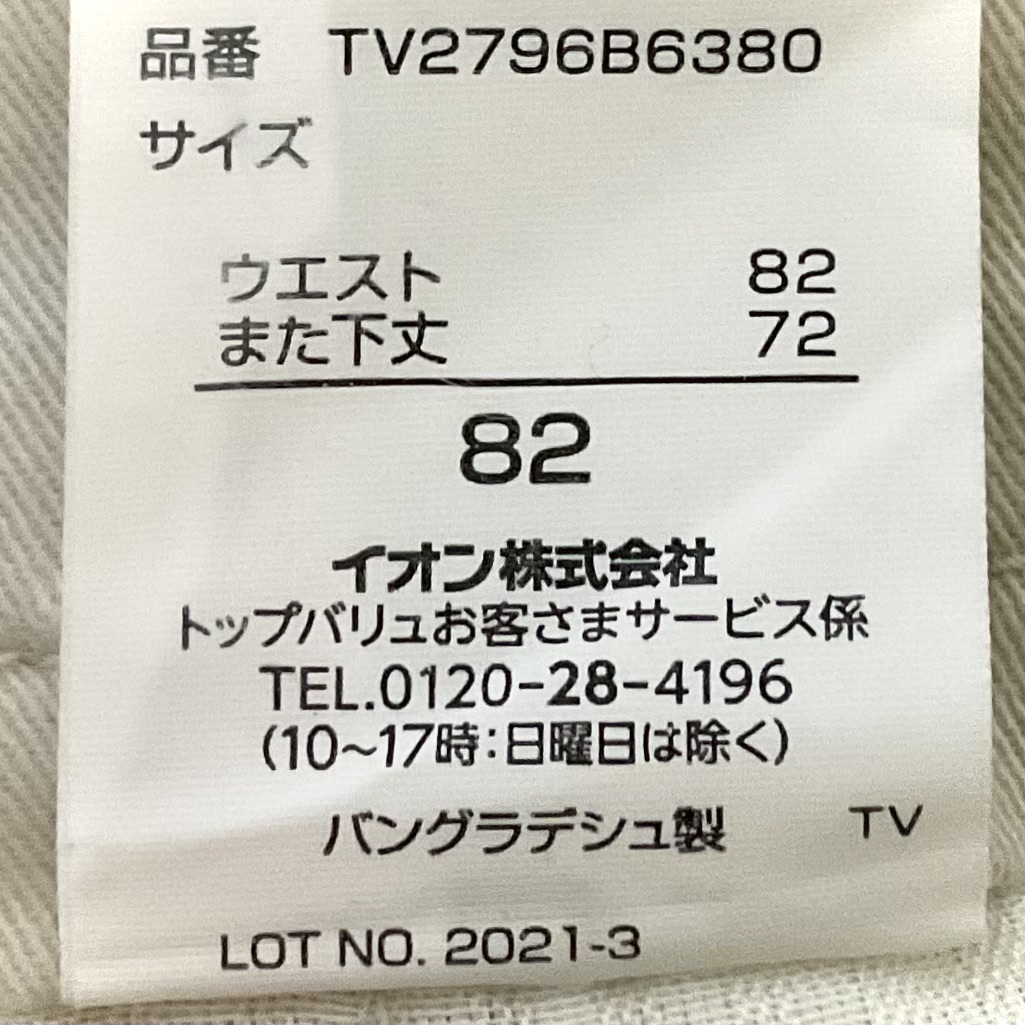 品番 TV2796B6380
サイズ
ウエスト 82
また下丈 72
82
イオン株式会社
トップバリュお客さまサービス係
TEL.0120-28-4196
(10~17時:日曜日は除く)
バングラデシュ製 TV
LOT NO. 2021-3